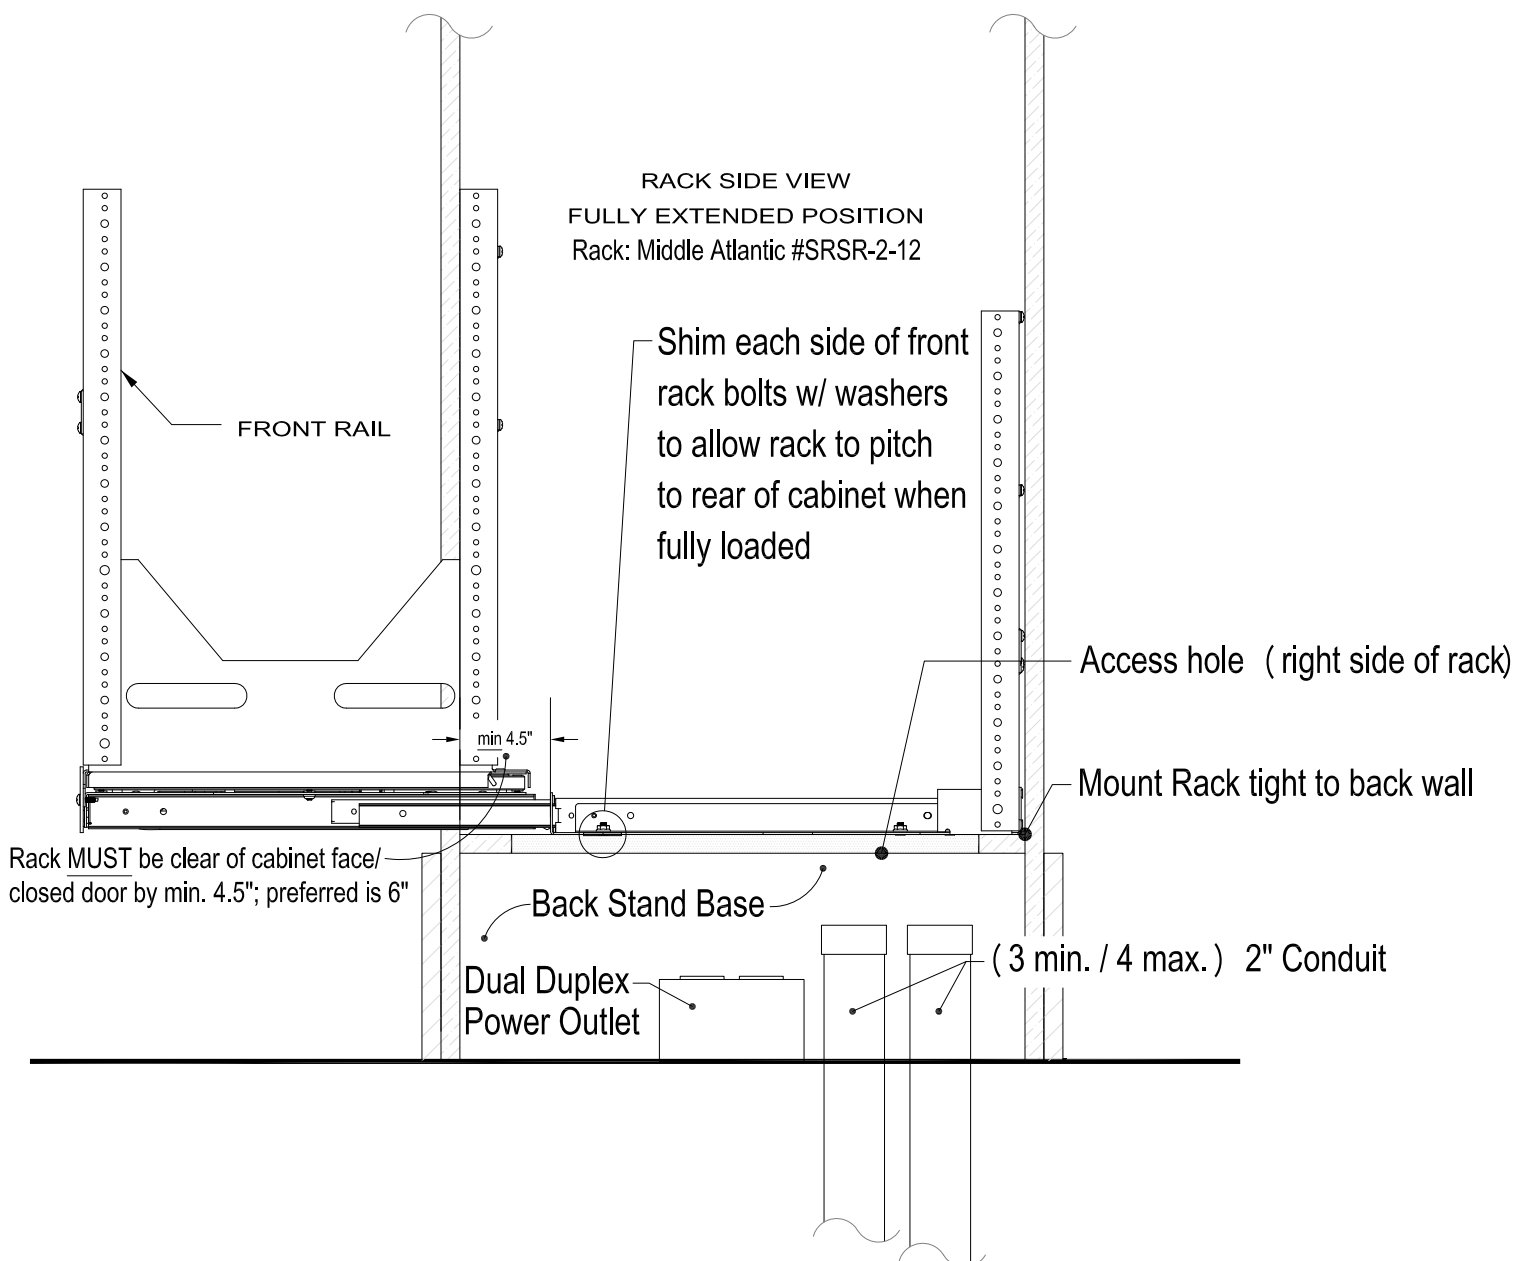 RACK SIDE VIEW
FULLY EXTENDED POSITION
Rack: Middle Atlantic #SRSR-2-12
Shim each side of front
rack bolts w/ washers
to allow rack to pitch
to rear of cabinet when
fully loaded
FRONT RAIL
Access hole ( right side of rack)
min 4.5"
Mount Rack tight to back wall
Rack MUST be clear of cabinet face/
closed door by min. 4.5"; preferred is 6"
Back Stand Base
( 3 min. / 4 max. ) 2" Conduit
Dual Duplex
Power Outlet